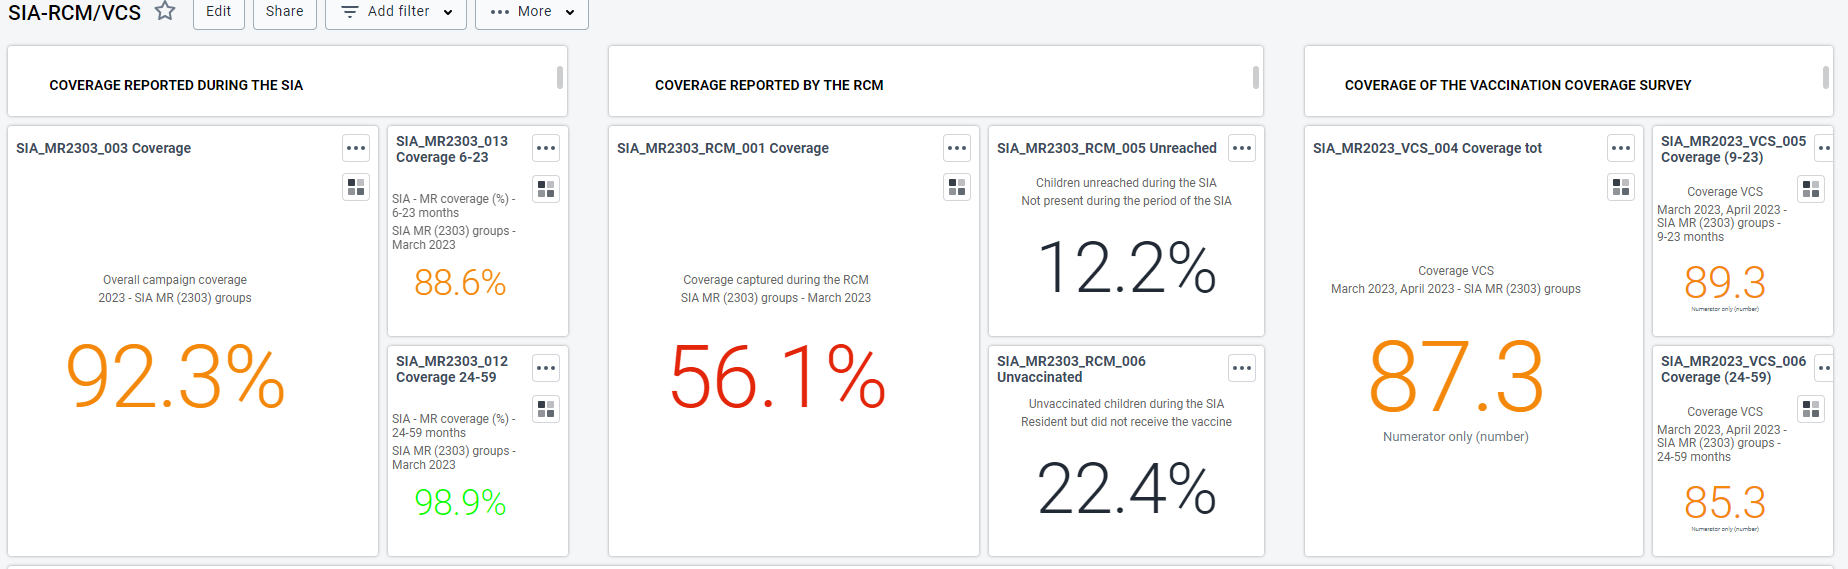 SIA-RCM/VCS
Edit
Share
Add filter
More
COVERAGE REPORTED DURING THE SIA
SIA_MR2303_003 Coverage
Overall campaign coverage
2023 - SIA MR (2303) groups
92.3%
SIA_MR2303_013
Coverage 6-23
SIA - MR coverage (%) -
6-23 months
SIA MR (2303) groups -
March 2023
88.6%
SIA_MR2303_012
Coverage 24-59
SIA - MR coverage (%) -
24-59 months
SIA MR (2303) groups -
March 2023
98.9%
COVERAGE REPORTED BY THE RCM
SIA_MR2303_RCM_001 Coverage
Coverage captured during the RCM
SIA MR (2303) groups - March 2023
56.1%
SIA_MR2303_RCM_005 Unreached
Children unreached during the SIA
Not present during the period of the SIA
12.2%
SIA_MR2303_RCM_006
Unvaccinated
Unvaccinated children during the SIA
Resident but did not receive the vaccine
22.4%
COVERAGE OF THE VACCINATION COVERAGE SURVEY
SIA_MR2023_VCS_004 Coverage tot
Coverage VCS
March 2023, April 2023 - SIA MR (2303) groups
87.3
Numerator only (number)
SIA_MR2023_VCS_005
Coverage (9-23)
Coverage VCS
March 2023, April 2023 -
SIA MR (2303) groups -
9-23 months
89.3
Numerator only (number)
SIA_MR2023_VCS_006
Coverage (24-59)
Coverage VCS
March 2023, April 2023 -
SIA MR (2303) groups -
24-59 months
85.3
Numerator only (number)